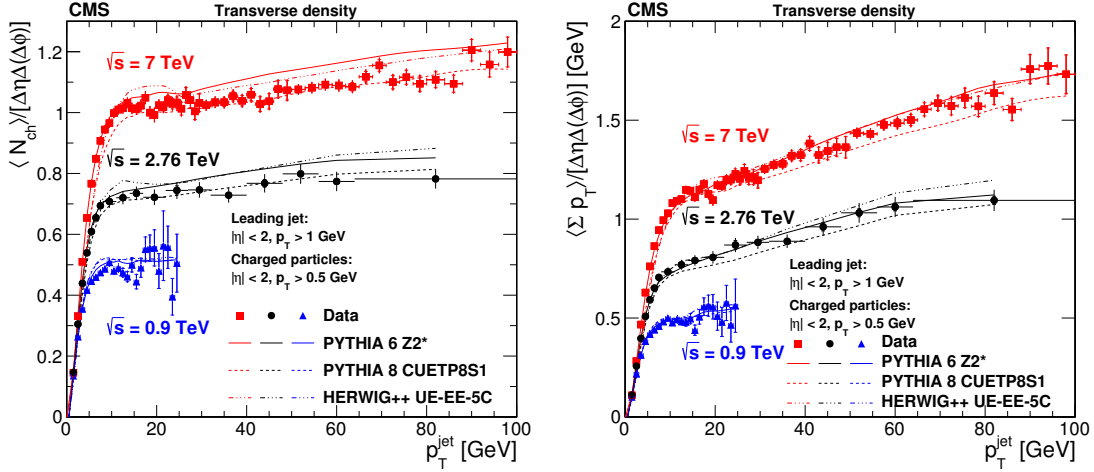 CMS Transverse density
⟨ N_ch⟩/[ΔηΔ(Δϕ)]
1.2
1
0.8
0.6
0.4
0.2
0
√s = 7 TeV
√s = 2.76 TeV
Leading jet:
|η| < 2, p_T > 1 GeV
Charged particles:
|η| < 2, p_T > 0.5 GeV
√s = 0.9 TeV
Data
PYTHIA 6 Z2*
PYTHIA 8 CUETP8S1
HERWIG++ UE-EE-5C
0 20 40 60 80 100
p_T^jet [GeV]
CMS Transverse density
⟨Σ p_T⟩/[ΔηΔ(Δϕ)] [GeV]
2
1.5
1
0.5
0
√s = 7 TeV
√s = 2.76 TeV
Leading jet:
|η| < 2, p_T > 1 GeV
Charged particles:
|η| < 2, p_T > 0.5 GeV
√s = 0.9 TeV
Data
PYTHIA 6 Z2*
PYTHIA 8 CUETP8S1
HERWIG++ UE-EE-5C
0 20 40 60 80 100
p_T^jet [GeV]